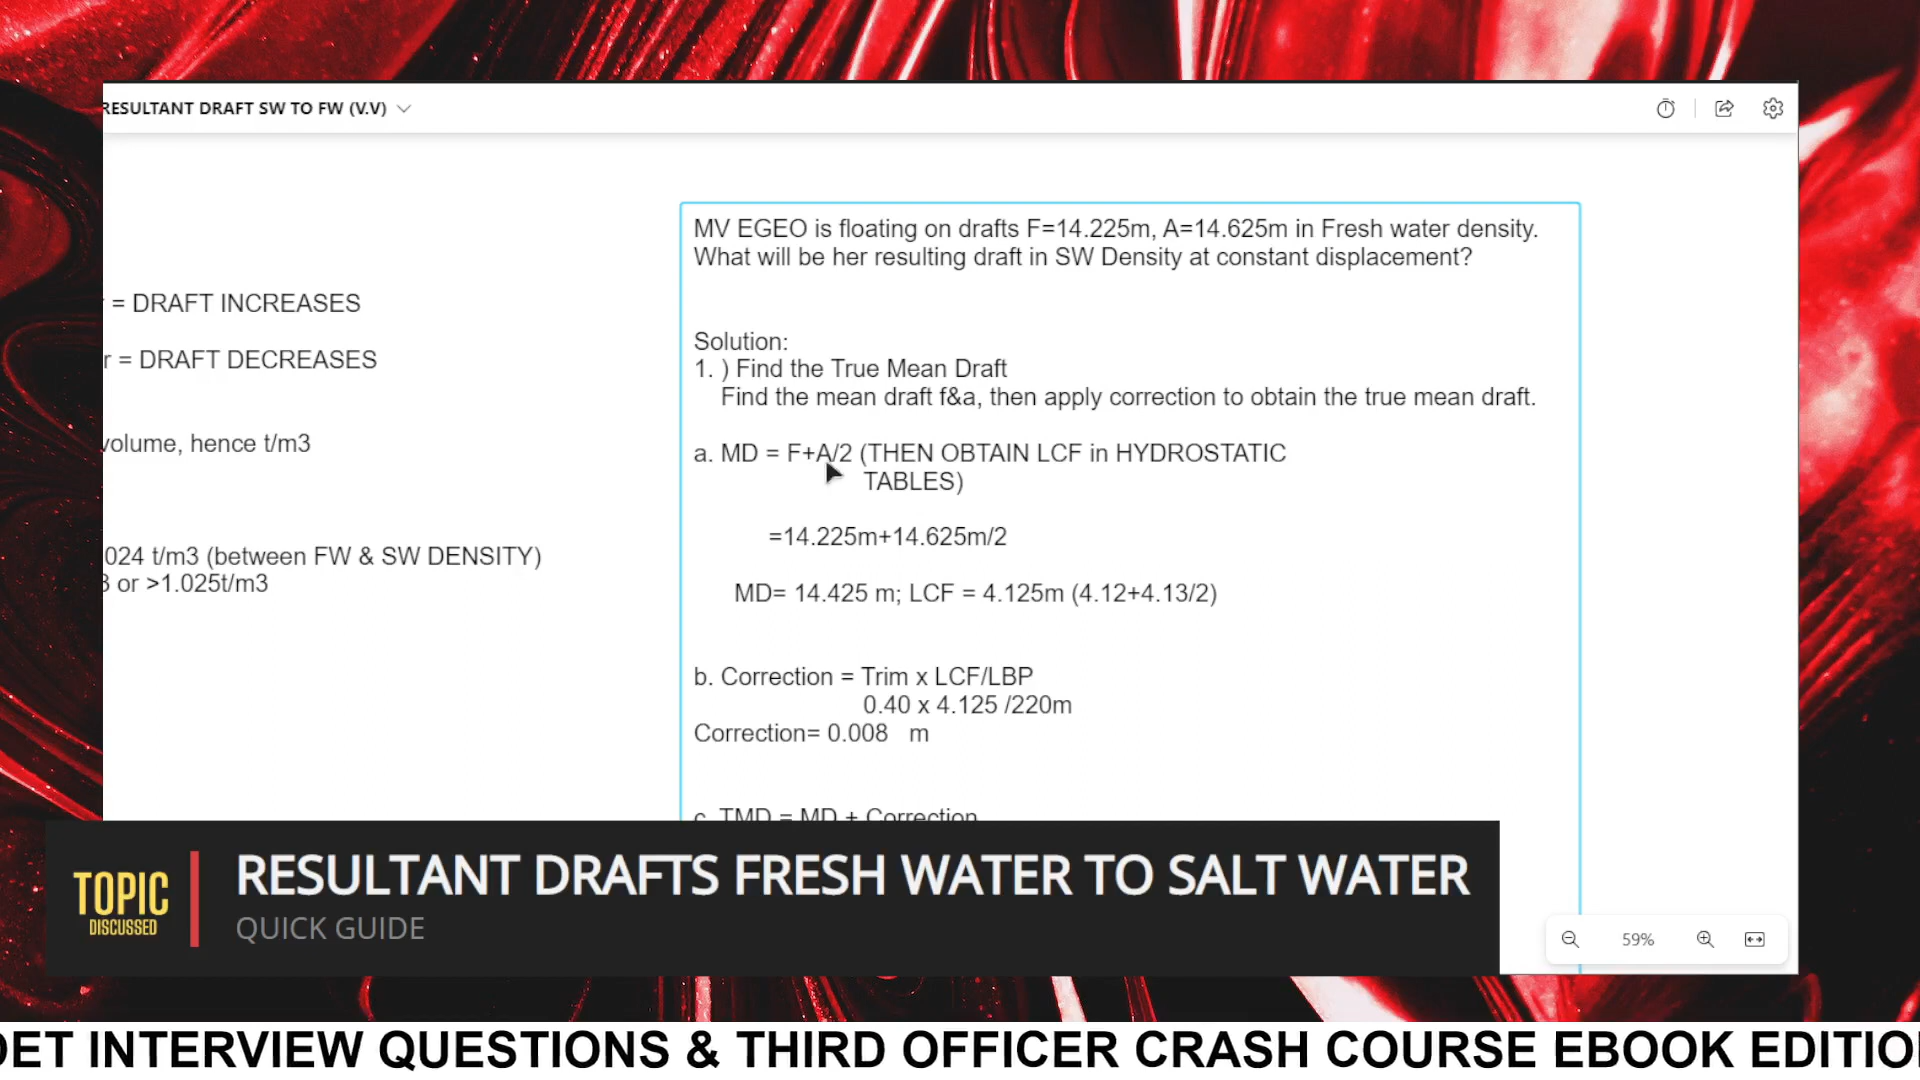 RESULTANT DRAFT SW TO FW (V.V)
= DRAFT INCREASES
r = DRAFT DECREASES
volume, hence t/m3
024 t/m3 (between FW & SW DENSITY)
3 or >1.025t/m3
MV EGEO is floating on drafts F=14.225m, A=14.625m in Fresh water density.
What will be her resulting draft in SW Density at constant displacement?
Solution:
1. ) Find the True Mean Draft
Find the mean draft f&a, then apply correction to obtain the true mean draft.
a. MD = F+A/2 (THEN OBTAIN LCF in HYDROSTATIC
TABLES)
=14.225m+14.625m/2
MD= 14.425 m; LCF = 4.125m (4.12+4.13/2)
b. Correction = Trim x LCF/LBP
0.40 x 4.125 /220m
Correction= 0.008 m
c. TMD = MD + Correction
TOPIC
DISCUSSED
RESULTANT DRAFTS FRESH WATER TO SALT WATER
QUICK GUIDE
59%
DET INTERVIEW QUESTIONS & THIRD OFFICER CRASH COURSE EBOOK EDITIO